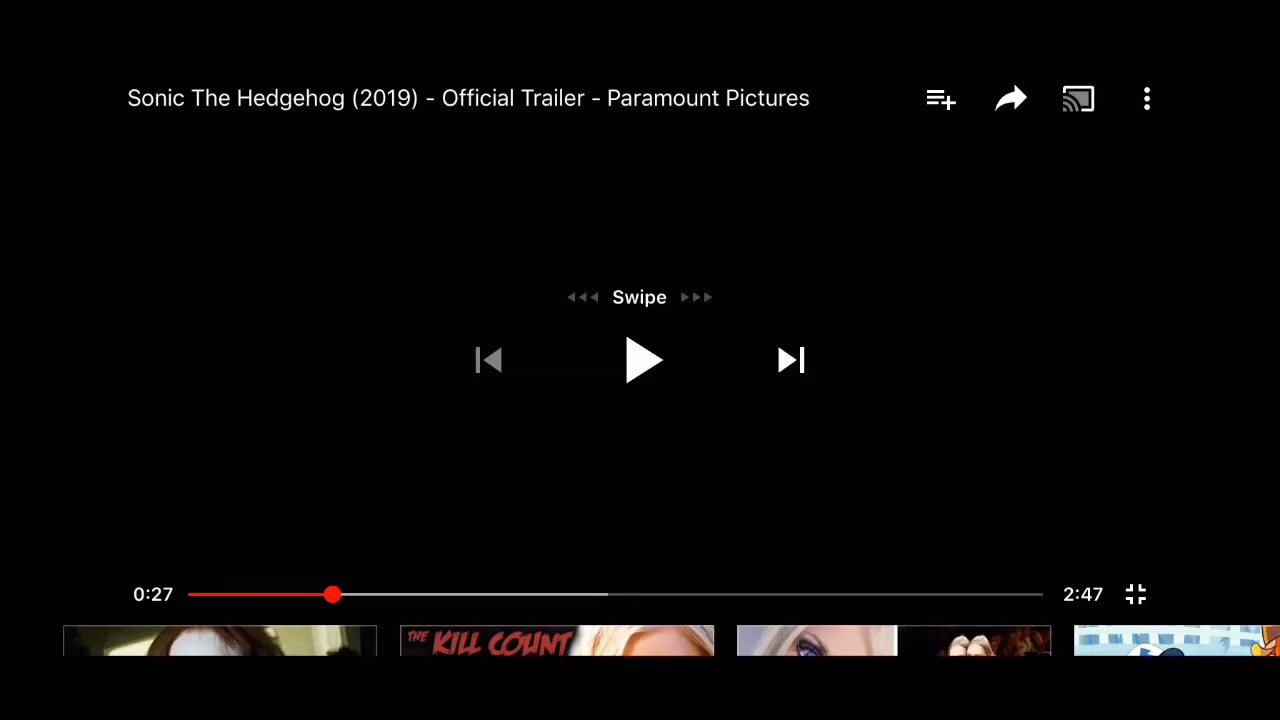 Sonic The Hedgehog (2019) - Official Trailer - Paramount Pictures
Swipe
0:27
2:47
THE KILL COUNT